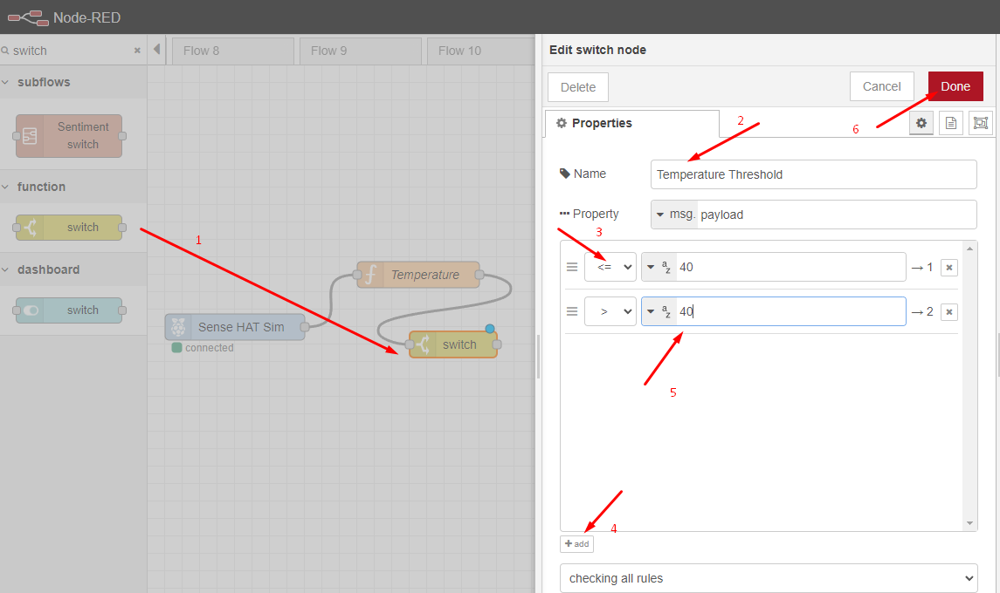 Node-RED
switch
Flow 8
Flow 9
Flow 10
subflows
Sentiment
switch
function
switch
dashboard
switch
1
Temperature
Sense HAT Sim
connected
switch
Edit switch node
Delete
Cancel
Done
Properties
2
6
Name
Temperature Threshold
Property
msg. payload
3
<=
a
z
40
→ 1
>
a
z
40
→ 2
5
4
+ add
checking all rules